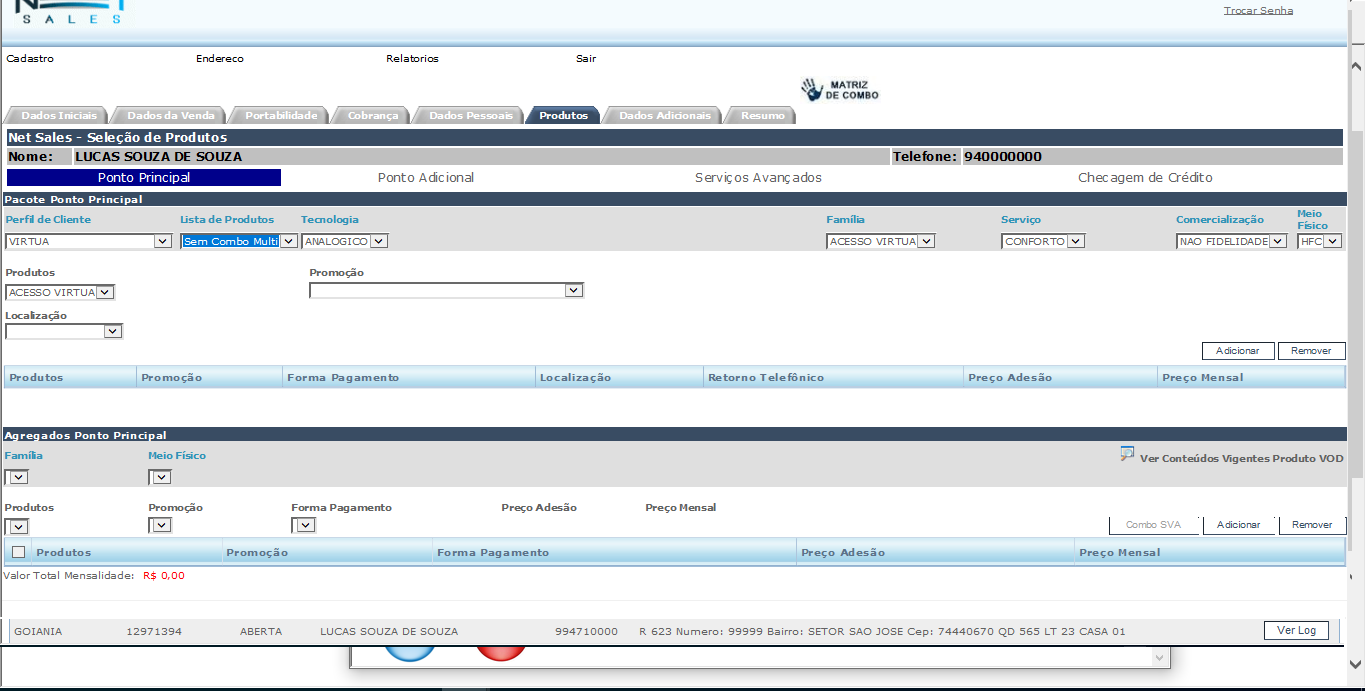 SALES
Trocar Senha
Cadastro Endereco Relatorios Sair
MATRIZ
DE COMBO
Dados Iniciais Dados da Venda Portabilidade Cobrança Dados Pessoais Produtos Dados Adicionais Resumo
Net Sales - Seleção de Produtos
Nome: LUCAS SOUZA DE SOUZA Telefone: 940000000
Ponto Principal Ponto Adicional Serviços Avançados Checagem de Crédito
Pacote Ponto Principal
Perfil de Cliente Lista de Produtos Tecnologia Família Serviço Comercialização Meio
Físico
VIRTUA Sem Combo Multi ANALOGICO ACESSO VIRTUA CONFORTO NAO FIDELIDADE HFC
Produtos Promoção
ACESSO VIRTUA
Localização
Adicionar Remover
Produtos Promoção Forma Pagamento Localização Retorno Telefônico Preço Adesão Preço Mensal
Agregados Ponto Principal
Família Meio Físico
Ver Conteúdos Vigentes Produto VOD
Produtos Promoção Forma Pagamento Preço Adesão Preço Mensal
Combo SVA Adicionar Remover
Produtos Promoção Forma Pagamento Preço Adesão Preço Mensal
Valor Total Mensalidade: R$ 0,00
GOIANIA 12971394 ABERTA LUCAS SOUZA DE SOUZA 994710000 R 623 Numero: 99999 Bairro: SETOR SAO JOSE Cep: 74440670 QD 565 LT 23 CASA 01 Ver Log